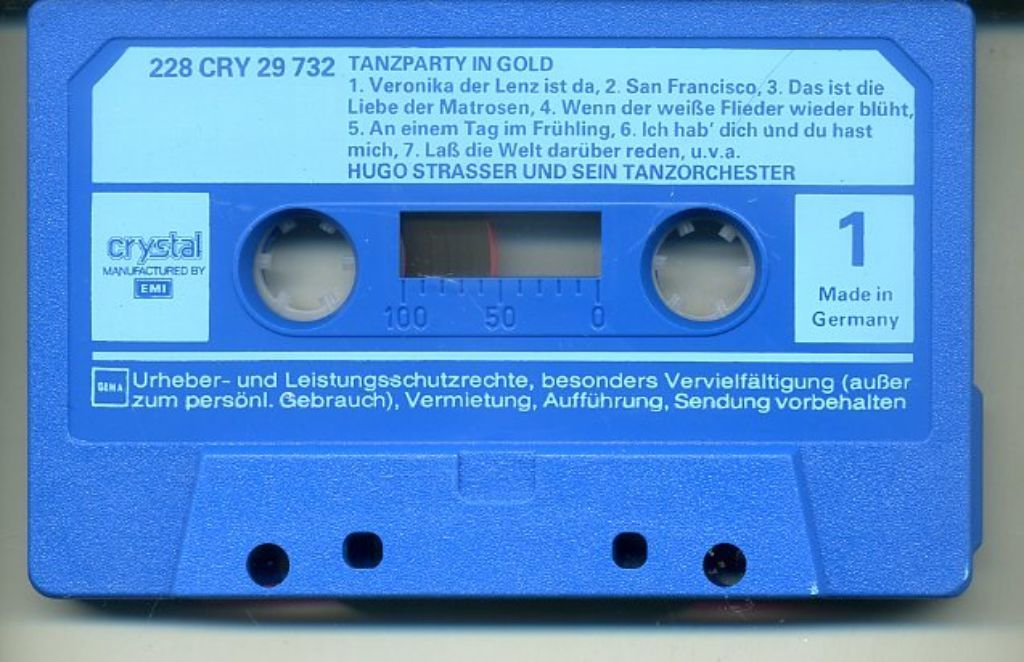 228 CRY 29 732
TANZPARTY IN GOLD
1. Veronika der Lenz ist da, 2. San Francisco, 3. Das ist die
Liebe der Matrosen, 4. Wenn der weiße Flieder wieder blüht,
5. An einem Tag im Frühling, 6. Ich hab' dich und du hast
mich, 7. Laß die Welt darüber reden, u.v.a.
HUGO STRASSER UND SEIN TANZORCHESTER
crystal
MANUFACTURED BY
EMI
100 50 0
1
Made in
Germany
GEMA
Urheber- und Leistungsschutzrechte, besonders Vervielfältigung (außer
zum persönl. Gebrauch), Vermietung, Aufführung, Sendung vorbehalten